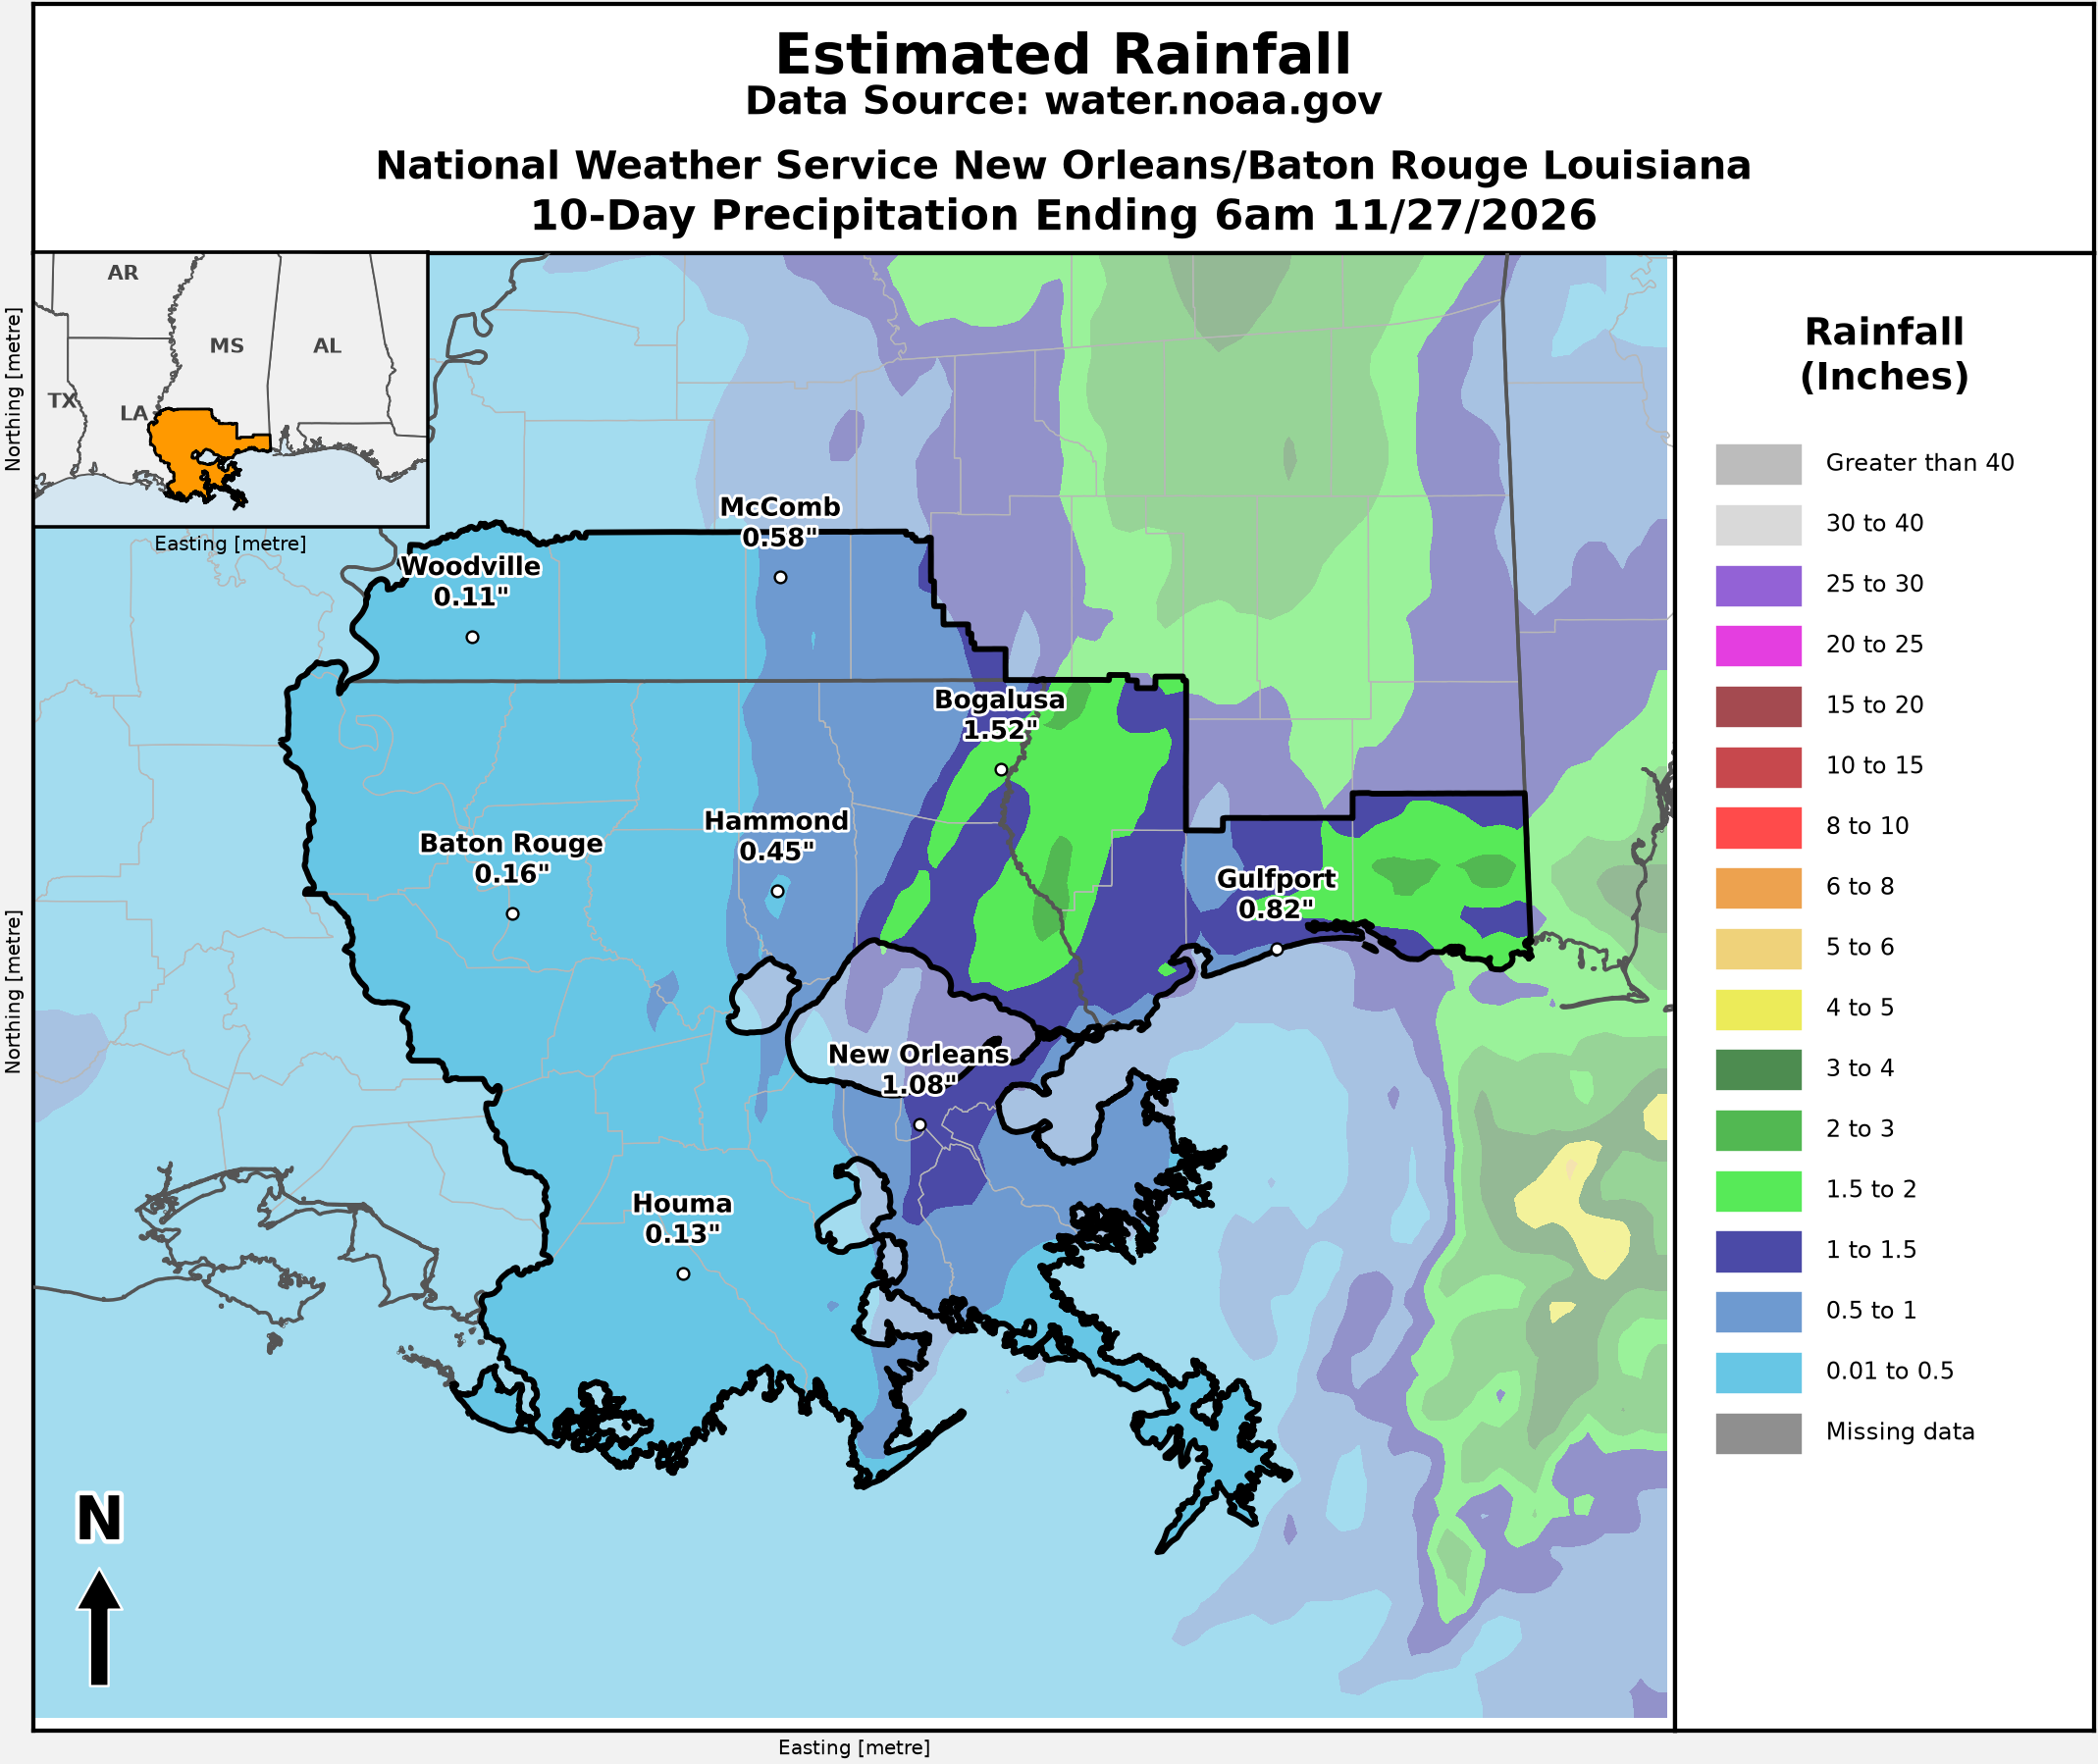 Estimated Rainfall
Data Source: water.noaa.gov
National Weather Service New Orleans/Baton Rouge Louisiana
10-Day Precipitation Ending 6am 11/27/2026
Northing [metre]
AR
MS
AL
TX
LA
Easting [metre]
McComb
0.58"
Woodville
0.11"
Bogalusa
1.52"
Hammond
0.45"
Baton Rouge
0.16"
Gulfport
0.82"
Northing [metre]
New Orleans
1.08"
Houma
0.13"
N
Easting [metre]
Rainfall
(Inches)
Greater than 40
30 to 40
25 to 30
20 to 25
15 to 20
10 to 15
8 to 10
6 to 8
5 to 6
4 to 5
3 to 4
2 to 3
1.5 to 2
1 to 1.5
0.5 to 1
0.01 to 0.5
Missing data